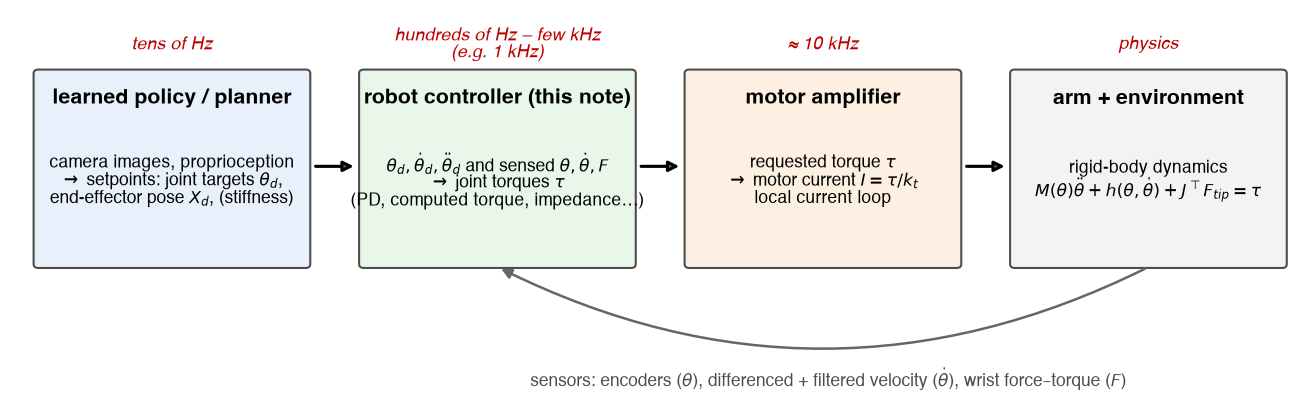 tens of Hz
learned policy / planner
camera images, proprioception
→ setpoints: joint targets θ_d,
end-effector pose X_d, (stiffness)
hundreds of Hz – few kHz
(e.g. 1 kHz)
robot controller (this note)
θ_d, θ̇_d, θ̈_d and sensed θ, θ̇, F
→ joint torques τ
(PD, computed torque, impedance…)
≈ 10 kHz
motor amplifier
requested torque τ
→ motor current I = τ/k_t
local current loop
physics
arm + environment
rigid-body dynamics
M(θ)θ̈ + h(θ, θ̇) + J^⊤ F_tip = τ
sensors: encoders (θ), differenced + filtered velocity (θ̇), wrist force–torque (F)